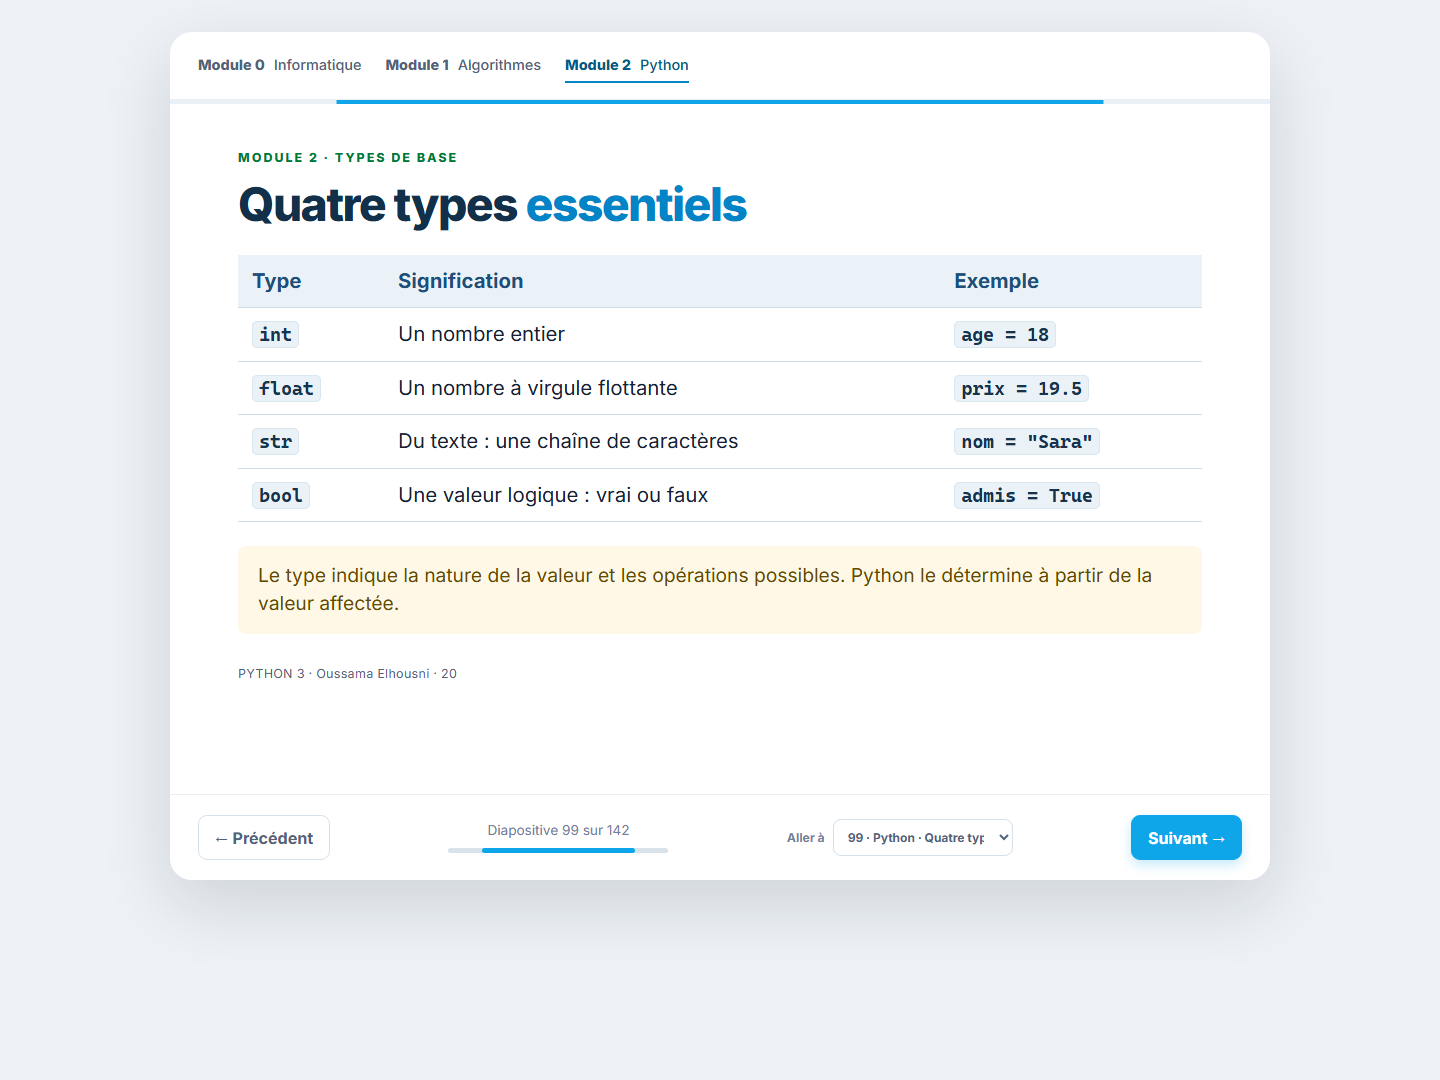 Module 0 Informatique Module 1 Algorithmes Module 2 Python
MODULE 2 · TYPES DE BASE
Quatre types essentiels
Type Signification Exemple
int Un nombre entier age = 18
float Un nombre à virgule flottante prix = 19.5
str Du texte : une chaîne de caractères nom = "Sara"
bool Une valeur logique : vrai ou faux admis = True
Le type indique la nature de la valeur et les opérations possibles. Python le détermine à partir de la
valeur affectée.
PYTHON 3 · Oussama Elhousni · 20
← Précédent Diapositive 99 sur 142 Aller à 99 · Python · Quatre typ Suivant →